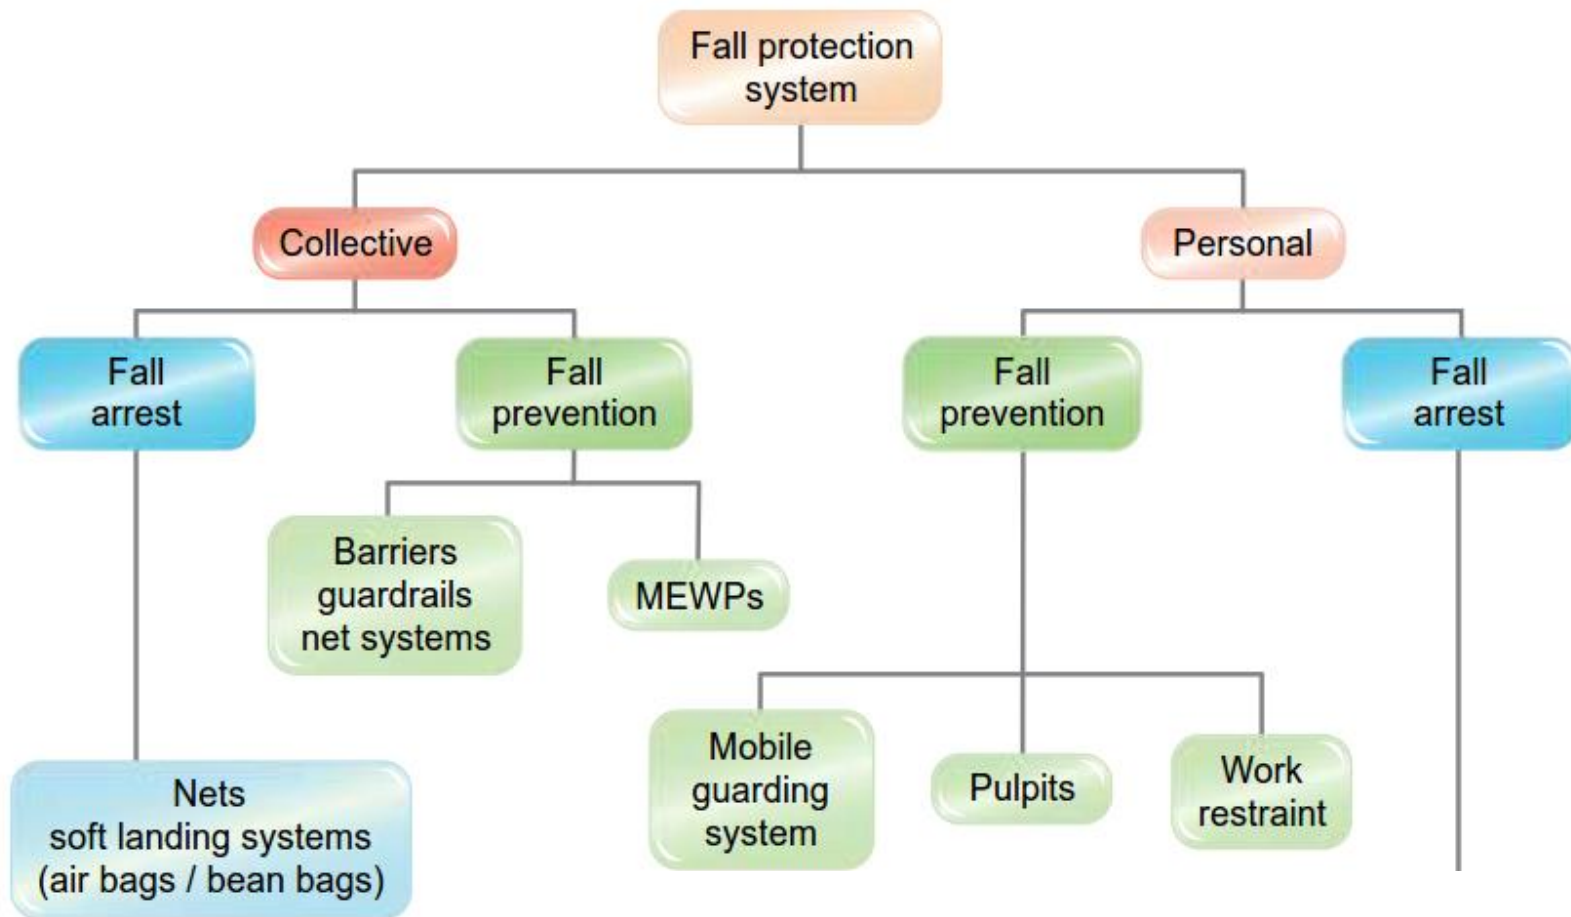 Fall protection
system
Collective
Personal
Fall
arrest
Fall
prevention
Fall
prevention
Fall
arrest
Barriers
guardrails
net systems
MEWPs
Mobile
guarding
system
Pulpits
Work
restraint
Nets
soft landing systems
(air bags / bean bags)